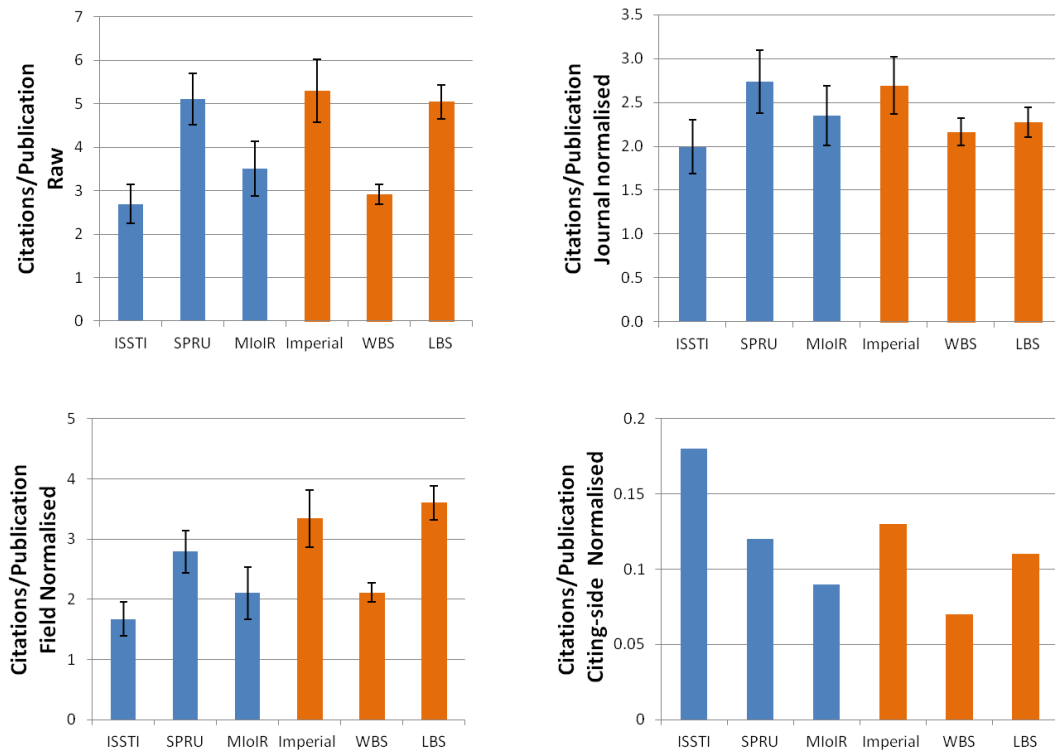 Citations/Publication
Raw
7
6
5
4
3
2
1
0
ISSTI SPRU MIoIR Imperial WBS LBS
Citations/Publication
Journal normalised
3.5
3.0
2.5
2.0
1.5
1.0
0.5
0.0
ISSTI SPRU MIoIR Imperial WBS LBS
Citations/Publication
Field Normalised
5
4
3
2
1
0
ISSTI SPRU MIoIR Imperial WBS LBS
Citations/Publication
Citing-side Normalised
0.2
0.15
0.1
0.05
0
ISSTI SPRU MIoIR Imperial WBS LBS